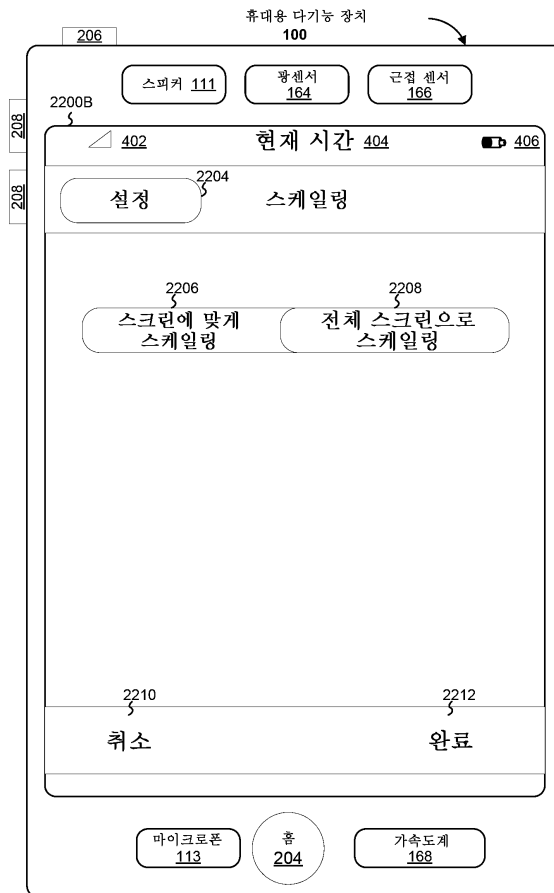 휴대용 다기능 장치
100
206
스피커 111
광센서
164
근접 센서
166
2200B
208
208
402
현재 시간 404
406
설정
2204
스케일링
2206
2208
스크린에 맞게
스케일링
전체 스크린으로
스케일링
2210
2212
취소
완료
마이크로폰
113
홈
204
가속도계
168